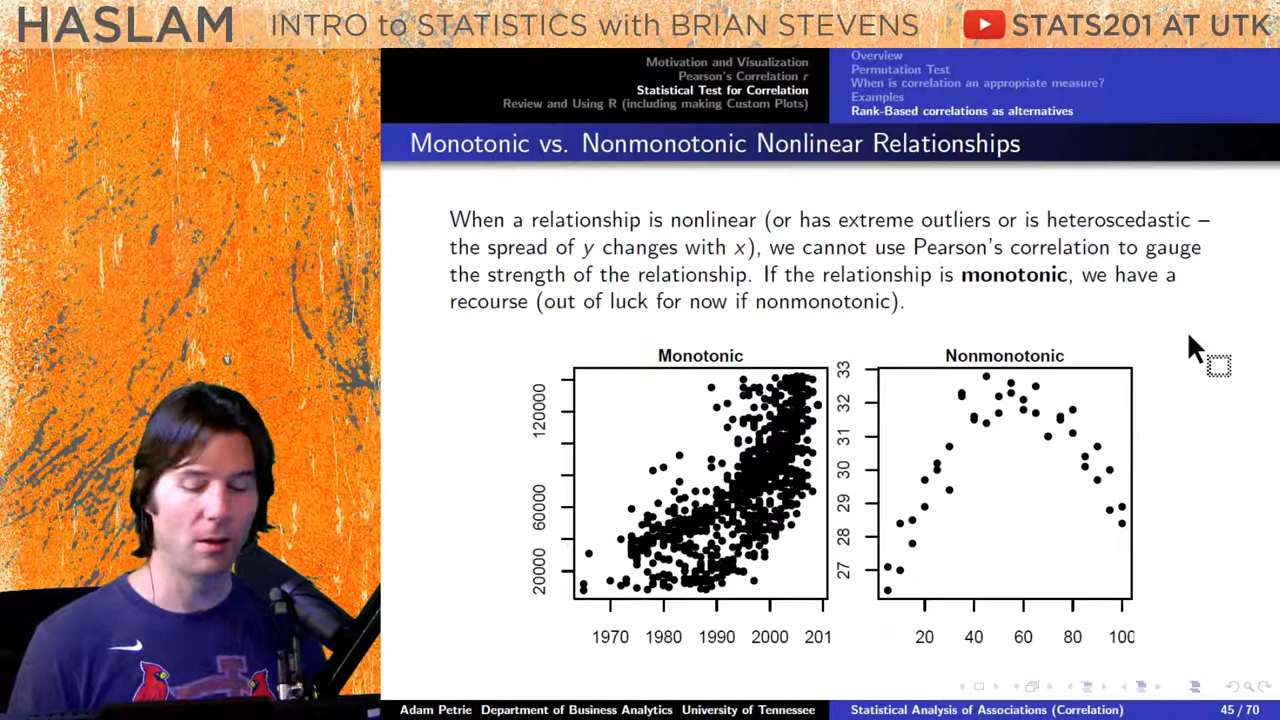 HASLAM INTRO to STATISTICS with BRIAN STEVENS STATS201 AT UTK
Motivation and Visualization
Pearson's Correlation r
Statistical Test for Correlation
Review and Using R (including making Custom Plots)
Overview
Permutation Test
When is correlation an appropriate measure?
Examples
Rank-Based correlations as alternatives
Monotonic vs. Nonmonotonic Nonlinear Relationships
When a relationship is nonlinear (or has extreme outliers or is heteroscedastic –
the spread of y changes with x), we cannot use Pearson's correlation to gauge
the strength of the relationship. If the relationship is monotonic, we have a
recourse (out of luck for now if nonmonotonic).
Monotonic
120000
60000
20000
1970 1980 1990 2000 201
Nonmonotonic
33
32
31
30
29
28
27
20 40 60 80 100
Adam Petrie Department of Business Analytics University of Tennessee
Statistical Analysis of Associations (Correlation) 45 / 70